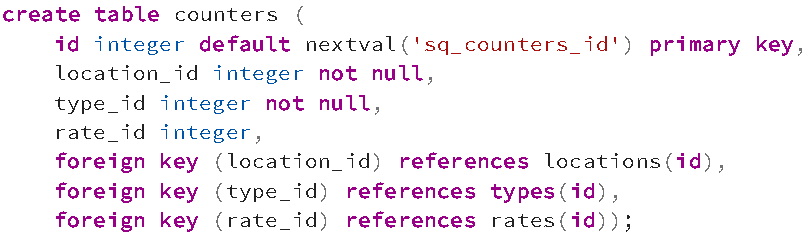 create table counters (
    id integer default nextval('sq_counters_id') primary key,
    location_id integer not null,
    type_id integer not null,
    rate_id integer,
    foreign key (location_id) references locations(id),
    foreign key (type_id) references types(id),
    foreign key (rate_id) references rates(id));